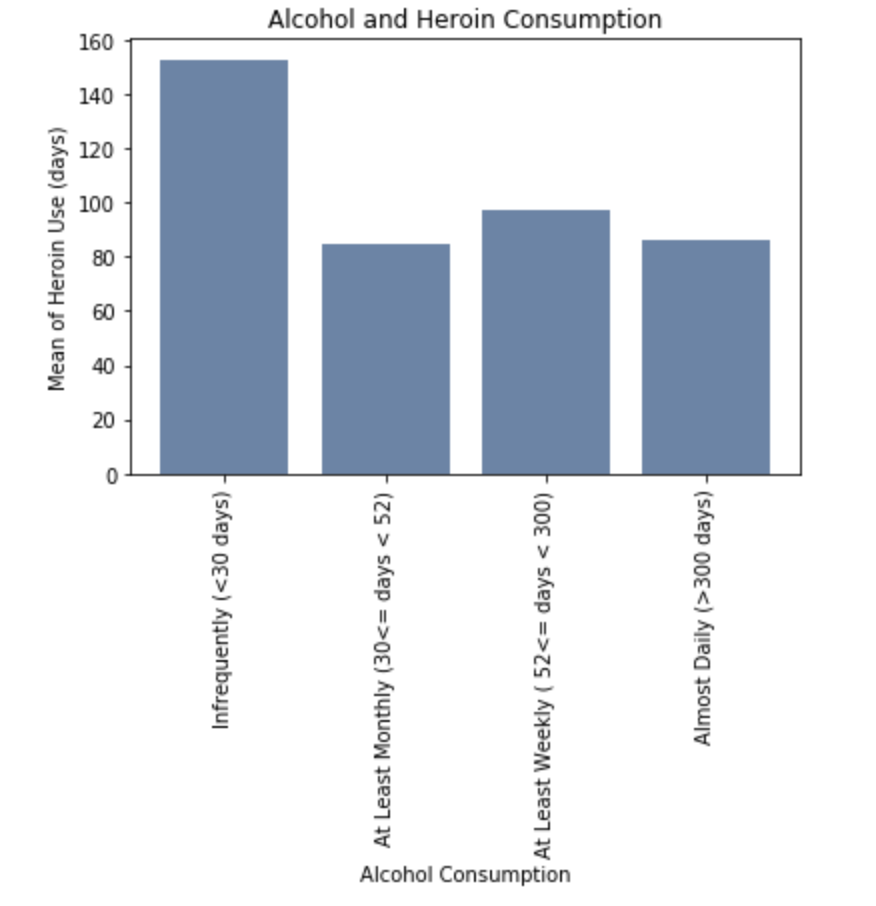 Alcohol and Heroin Consumption
160
140
120
100
80
60
40
20
0
Mean of Heroin Use (days)
Infrequently (<30 days)
At Least Monthly (30<= days < 52)
At Least Weekly ( 52<= days < 300)
Almost Daily (>300 days)
Alcohol Consumption